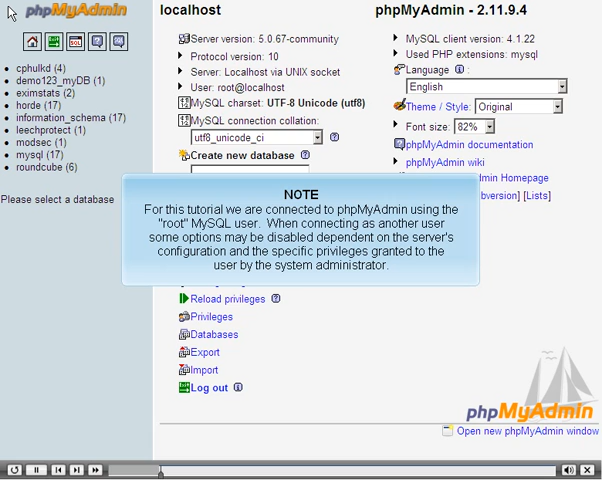 phpMyAdmin
SQL
cphulkd (4)
demo123_myDB (1)
eximstats (2)
horde (17)
information_schema (17)
leechprotect (1)
modsec (1)
mysql (17)
roundcube (6)
Please select a database
localhost
Server version: 5.0.67-community
Protocol version: 10
Server: Localhost via UNIX socket
User: root@localhost
MySQL charset: UTF-8 Unicode (utf8)
MySQL connection collation:
utf8_unicode_ci
Create new database
Reload privileges
Privileges
Databases
Export
Import
Log out
phpMyAdmin - 2.11.9.4
MySQL client version: 4.1.22
Used PHP extensions: mysql
Language :
English
Theme / Style: Original
Font size: 82%
phpMyAdmin documentation
phpMyAdmin wiki
dmin Homepage
bversion] [Lists]
NOTE
For this tutorial we are connected to phpMyAdmin using the
"root" MySQL user. When connecting as another user
some options may be disabled dependent on the server's
configuration and the specific privileges granted to the
user by the system administrator.
phpMyAdmin
Open new phpMyAdmin window